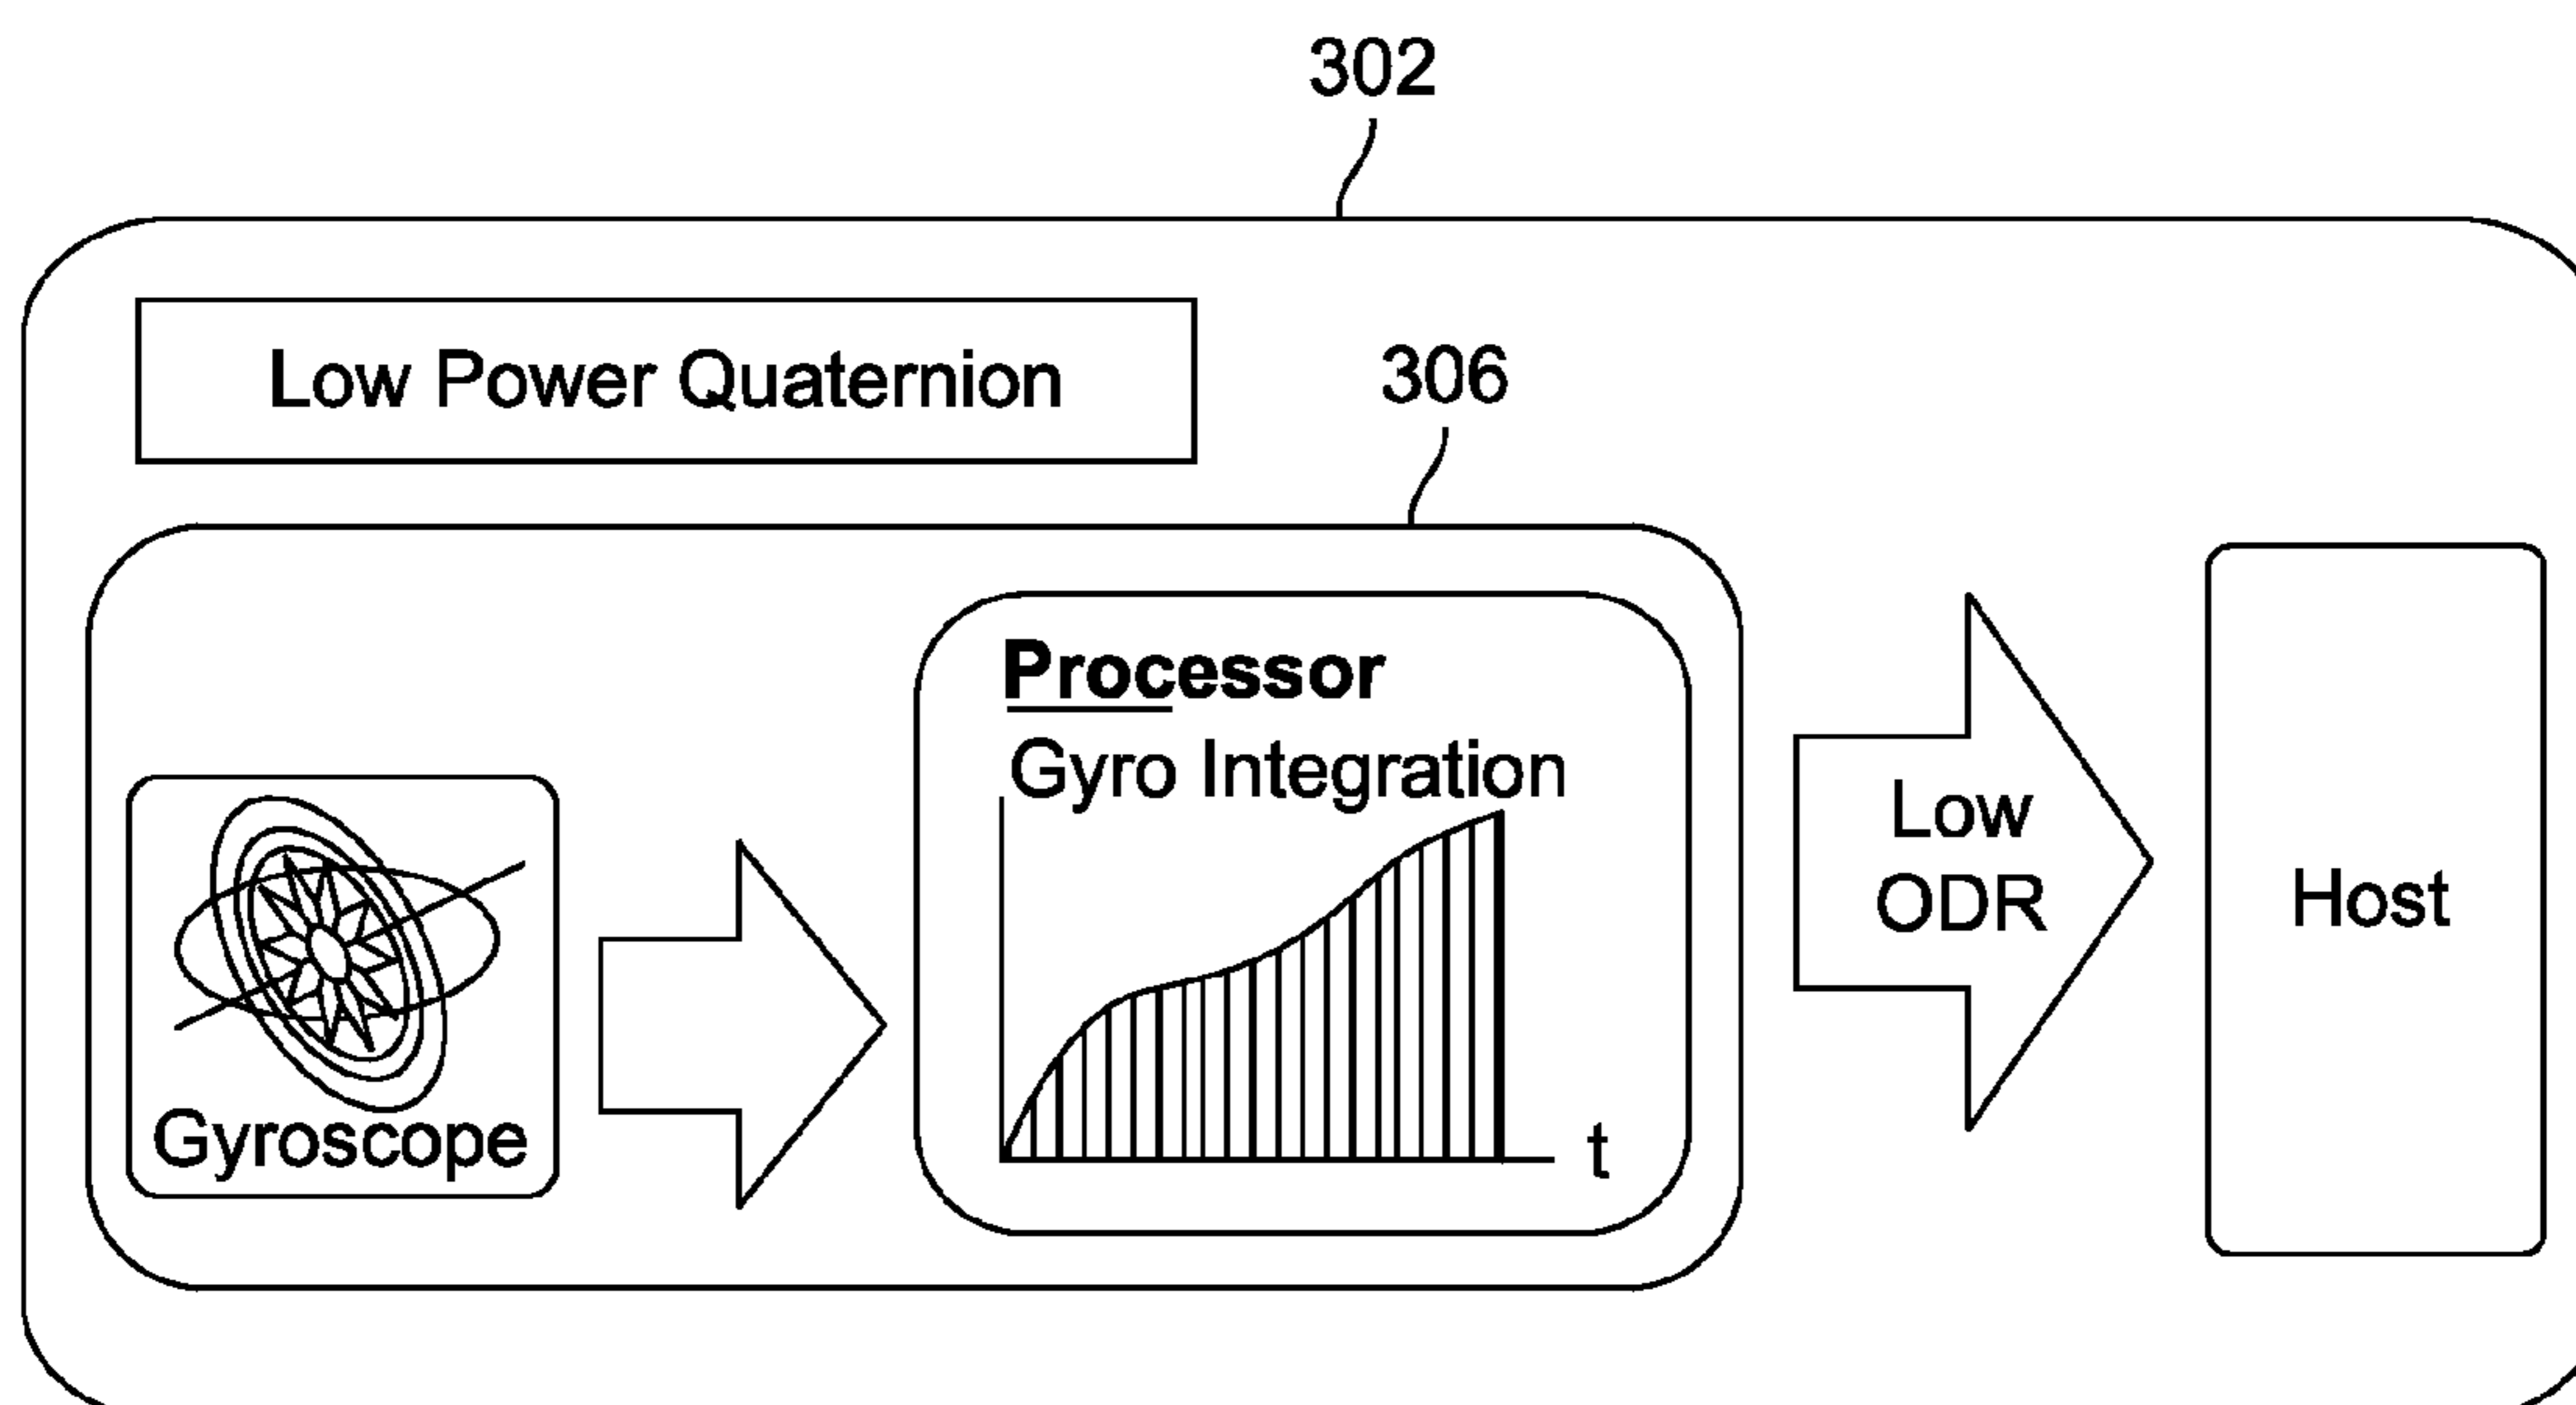 302
Low Power Quaternion
306
Processor
Gyro Integration
t
Gyroscope
Low
ODR
Host